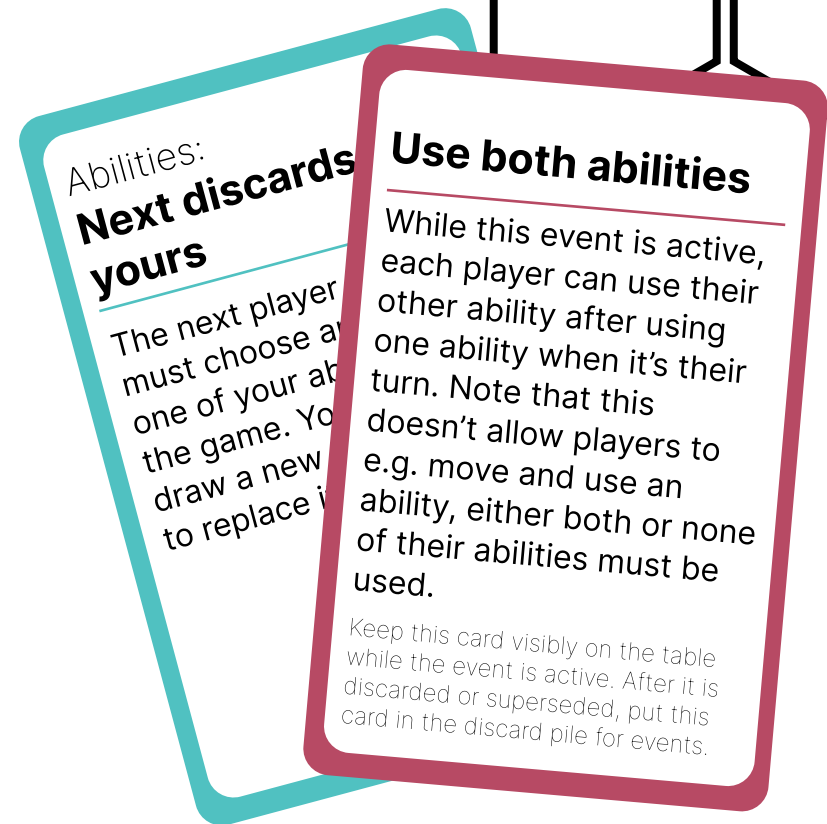 Abilities:
Next discards
yours
The next player
must choose
one of your
the game.
draw a new
to replace
Use both abilities
While this event is active,
each player can use their
other ability after using
one ability when it’s their
turn. Note that this
doesn’t allow players to
e.g. move and use an
ability, either both or none
of their abilities must be
used.
Keep this card visibly on the table
while the event is active. After it is
discarded or superseded, put this
card in the discard pile for events.